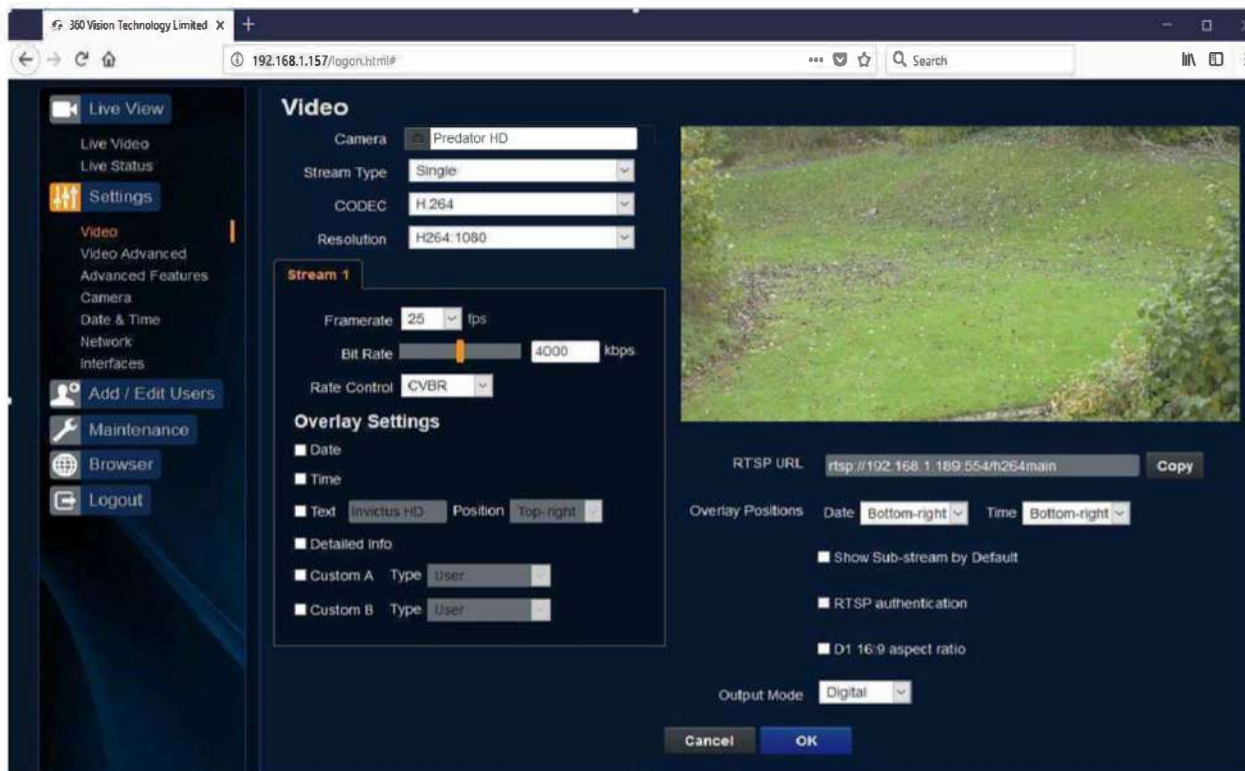 360 Vision Technology Limited X +
192.168.1.157/logon.html# Search
Live View
Live Video
Live Status
Settings
Video
Video Advanced
Advanced Features
Camera
Date & Time
Network
Interfaces
Add / Edit Users
Maintenance
Browser
Logout
Video
Camera Predator HD
Stream Type Single
CODEC H.264
Resolution H264:1080
Stream 1
Framerate 25 fps
Bit Rate 4000 kbps
Rate Control CVBR
Overlay Settings
Date
Time
Text Invictus HD Position Top-right
Detailed Info
Custom A Type User
Custom B Type User
RTSP URL rtsp://192.168.1.189:554/h264main Copy
Overlay Positions Date Bottom-right Time Bottom-right
Show Sub-stream by Default
RTSP authentication
D1 16:9 aspect ratio
Output Mode Digital
Cancel OK